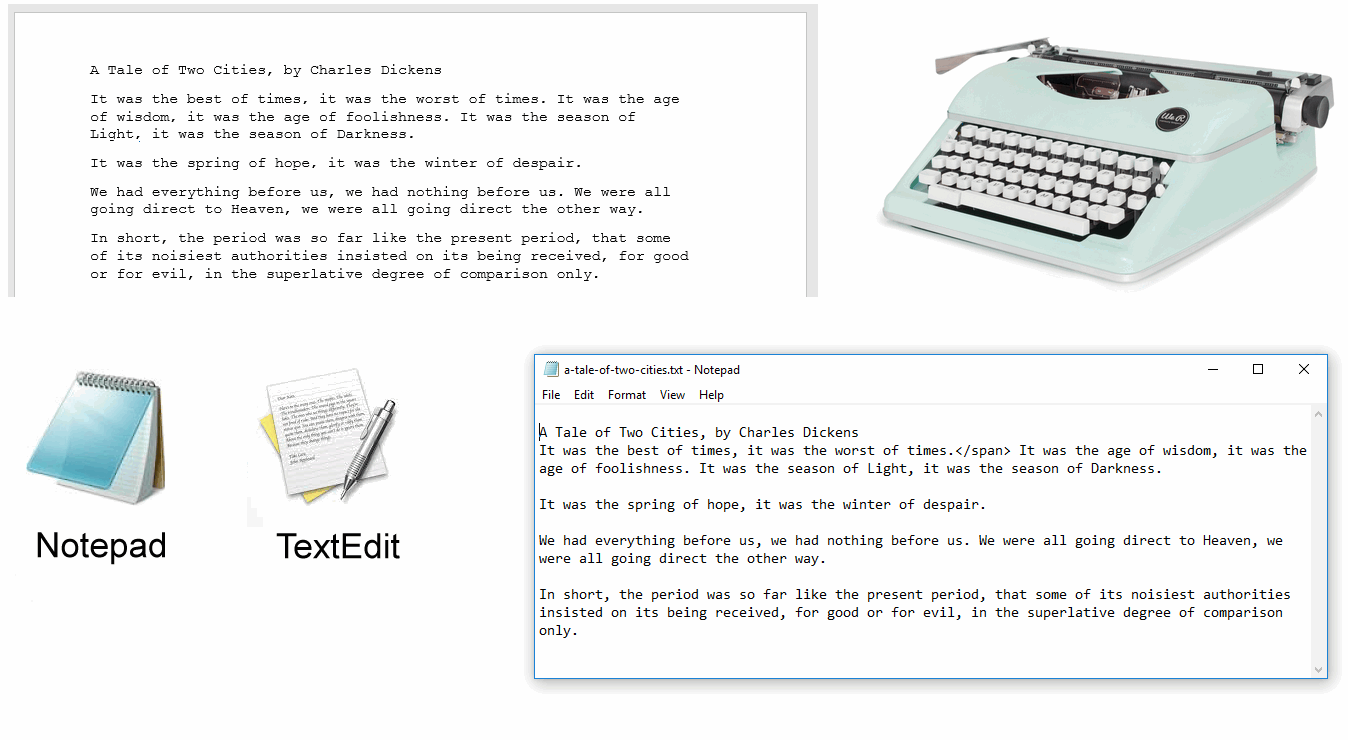 A Tale of Two Cities, by Charles Dickens
It was the best of times, it was the worst of times. It was the age
of wisdom, it was the age of foolishness. It was the season of
Light, it was the season of Darkness.
It was the spring of hope, it was the winter of despair.
We had everything before us, we had nothing before us. We were all
going direct to Heaven, we were all going direct the other way.
In short, the period was so far like the present period, that some
of its noisiest authorities insisted on its being received, for good
or for evil, in the superlative degree of comparison only.
We R
Notepad
TextEdit
a-tale-of-two-cities.txt - Notepad
File Edit Format View Help
A Tale of Two Cities, by Charles Dickens
It was the best of times, it was the worst of times.</span> It was the age of wisdom, it was the
age of foolishness. It was the season of Light, it was the season of Darkness.
It was the spring of hope, it was the winter of despair.
We had everything before us, we had nothing before us. We were all going direct to Heaven, we
were all going direct the other way.
In short, the period was so far like the present period, that some of its noisiest authorities
insisted on its being received, for good or for evil, in the superlative degree of comparison
only.